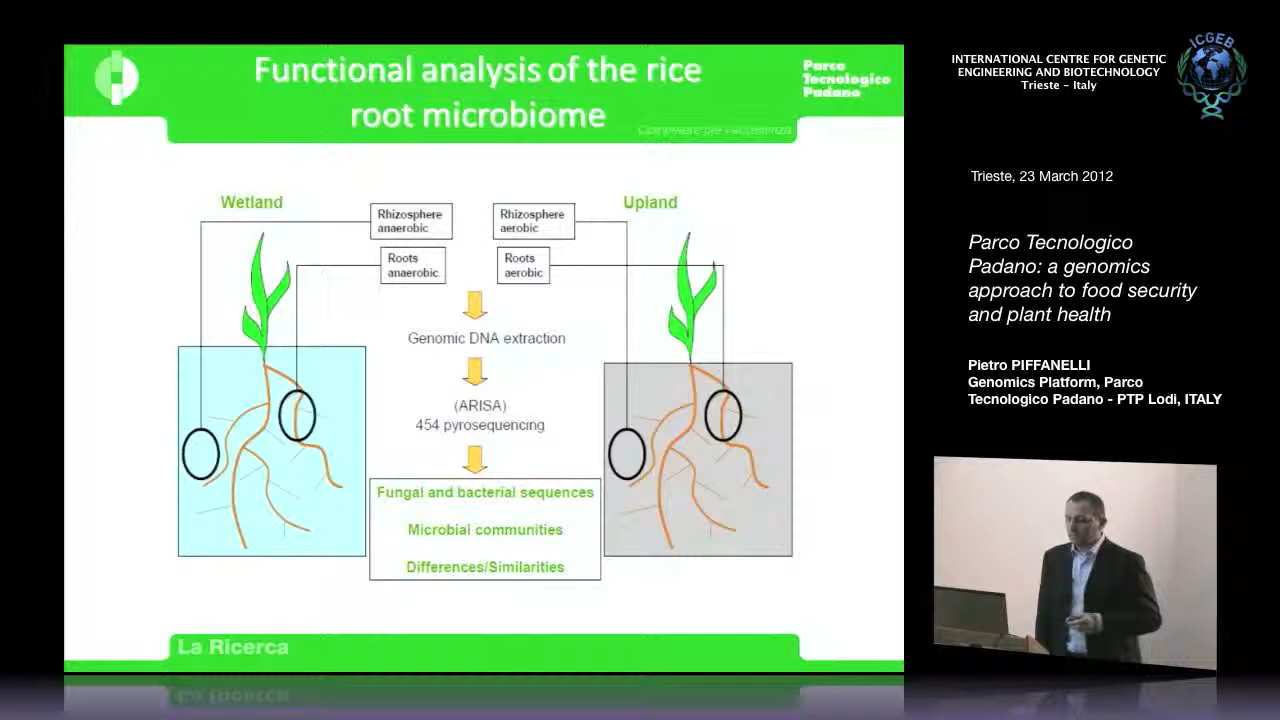 Functional analysis of the rice
root microbiome
Parco
Tecnologico
Padano
Competere per l'eccellenza
Wetland
Upland
Rhizosphere
anaerobic
Rhizosphere
aerobic
Roots
anaerobic
Roots
aerobic
Genomic DNA extraction
(ARISA)
454 pyrosequencing
Fungal and bacterial sequences
Microbial communities
Differences/Similarities
La Ricerca
INTERNATIONAL CENTRE FOR GENETIC
ENGINEERING AND BIOTECHNOLOGY
Trieste - Italy
ICGEB
Trieste, 23 March 2012
Parco Tecnologico
Padano: a genomics
approach to food security
and plant health
Pietro PIFFANELLI
Genomics Platform, Parco
Tecnologico Padano - PTP Lodi, ITALY